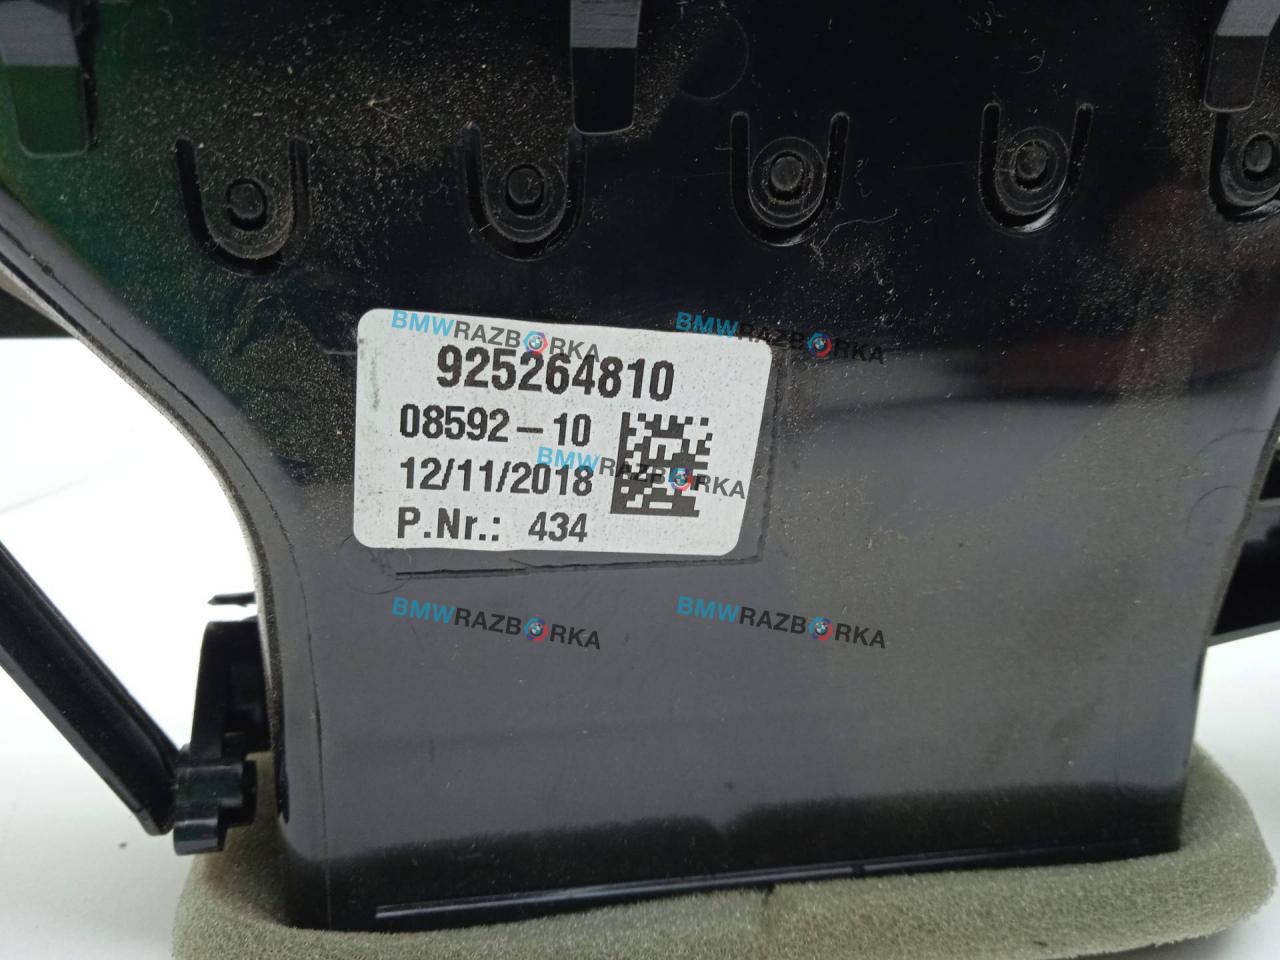 BMWRAZBORKA
BMWRAZBORKA
925264810
08592-10
BMWRAZBORKA
12/11/2018
P.Nr.: 434
BMWRAZBORKA
BMWRAZBORKA